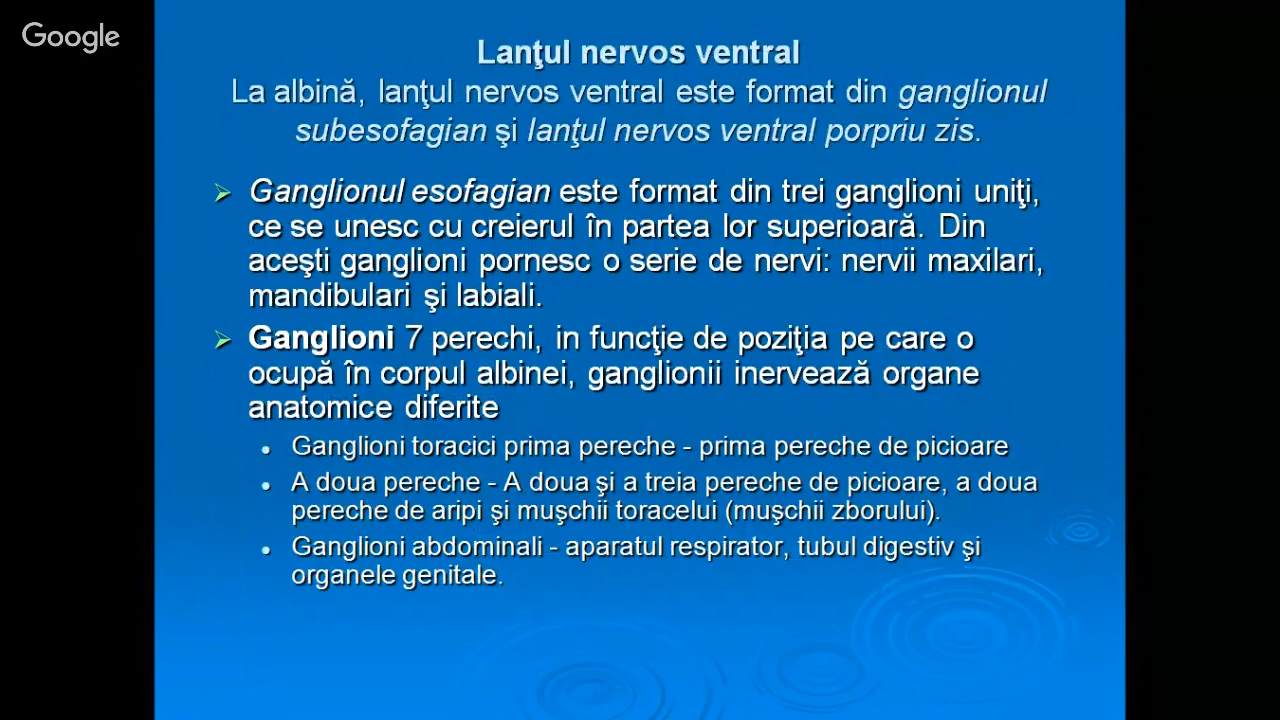 Google
Lanţul nervos ventral
La albină, lanţul nervos ventral este format din ganglionul
subesofagian şi lanţul nervos ventral porpriu zis.
Ganglionul esofagian este format din trei ganglioni uniţi,
ce se unesc cu creierul în partea lor superioară. Din
aceşti ganglioni pornesc o serie de nervi: nervii maxilari,
mandibulari şi labiali.
Ganglioni 7 perechi, in funcţie de poziţia pe care o
ocupă în corpul albinei, ganglionii inervează organe
anatomice diferite
Ganglioni toracici prima pereche - prima pereche de picioare
A doua pereche - A doua şi a treia pereche de picioare, a doua
pereche de aripi şi muşchii toracelui (muşchii zborului).
Ganglioni abdominali - aparatul respirator, tubul digestiv şi
organele genitale.